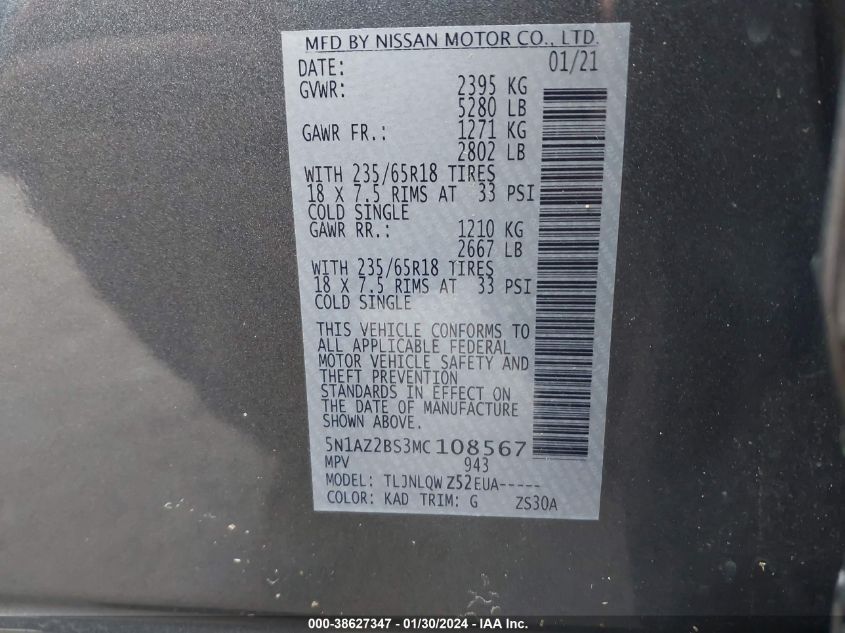 MFD BY NISSAN MOTOR CO., LTD.
DATE: 01/21
GVWR: 2395 KG
5280 LB
GAWR FR.: 1271 KG
2802 LB
WITH 235/65R18 TIRES
18 X 7.5 RIMS AT 33 PSI
COLD SINGLE
GAWR RR.: 1210 KG
2667 LB
WITH 235/65R18 TIRES
18 X 7.5 RIMS AT 33 PSI
COLD SINGLE
THIS VEHICLE CONFORMS TO
ALL APPLICABLE FEDERAL
MOTOR VEHICLE SAFETY AND
THEFT PREVENTION
STANDARDS IN EFFECT ON
THE DATE OF MANUFACTURE
SHOWN ABOVE.
5N1AZ2BS3MC108567
MPV 943
MODEL: TLJNLQW Z52EUA-----
COLOR: KAD TRIM: G ZS30A
000-38627347 - 01/30/2024 - IAA Inc.